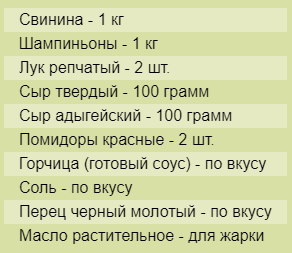 Свинина - 1 кг
Шампиньоны - 1 кг
Лук репчатый - 2 шт.
Сыр твердый - 100 грамм
Сыр адыгейский - 100 грамм
Помидоры красные - 2 шт.
Горчица (готовый соус) - по вкусу
Соль - по вкусу
Перец черный молотый - по вкусу
Масло растительное - для жарки